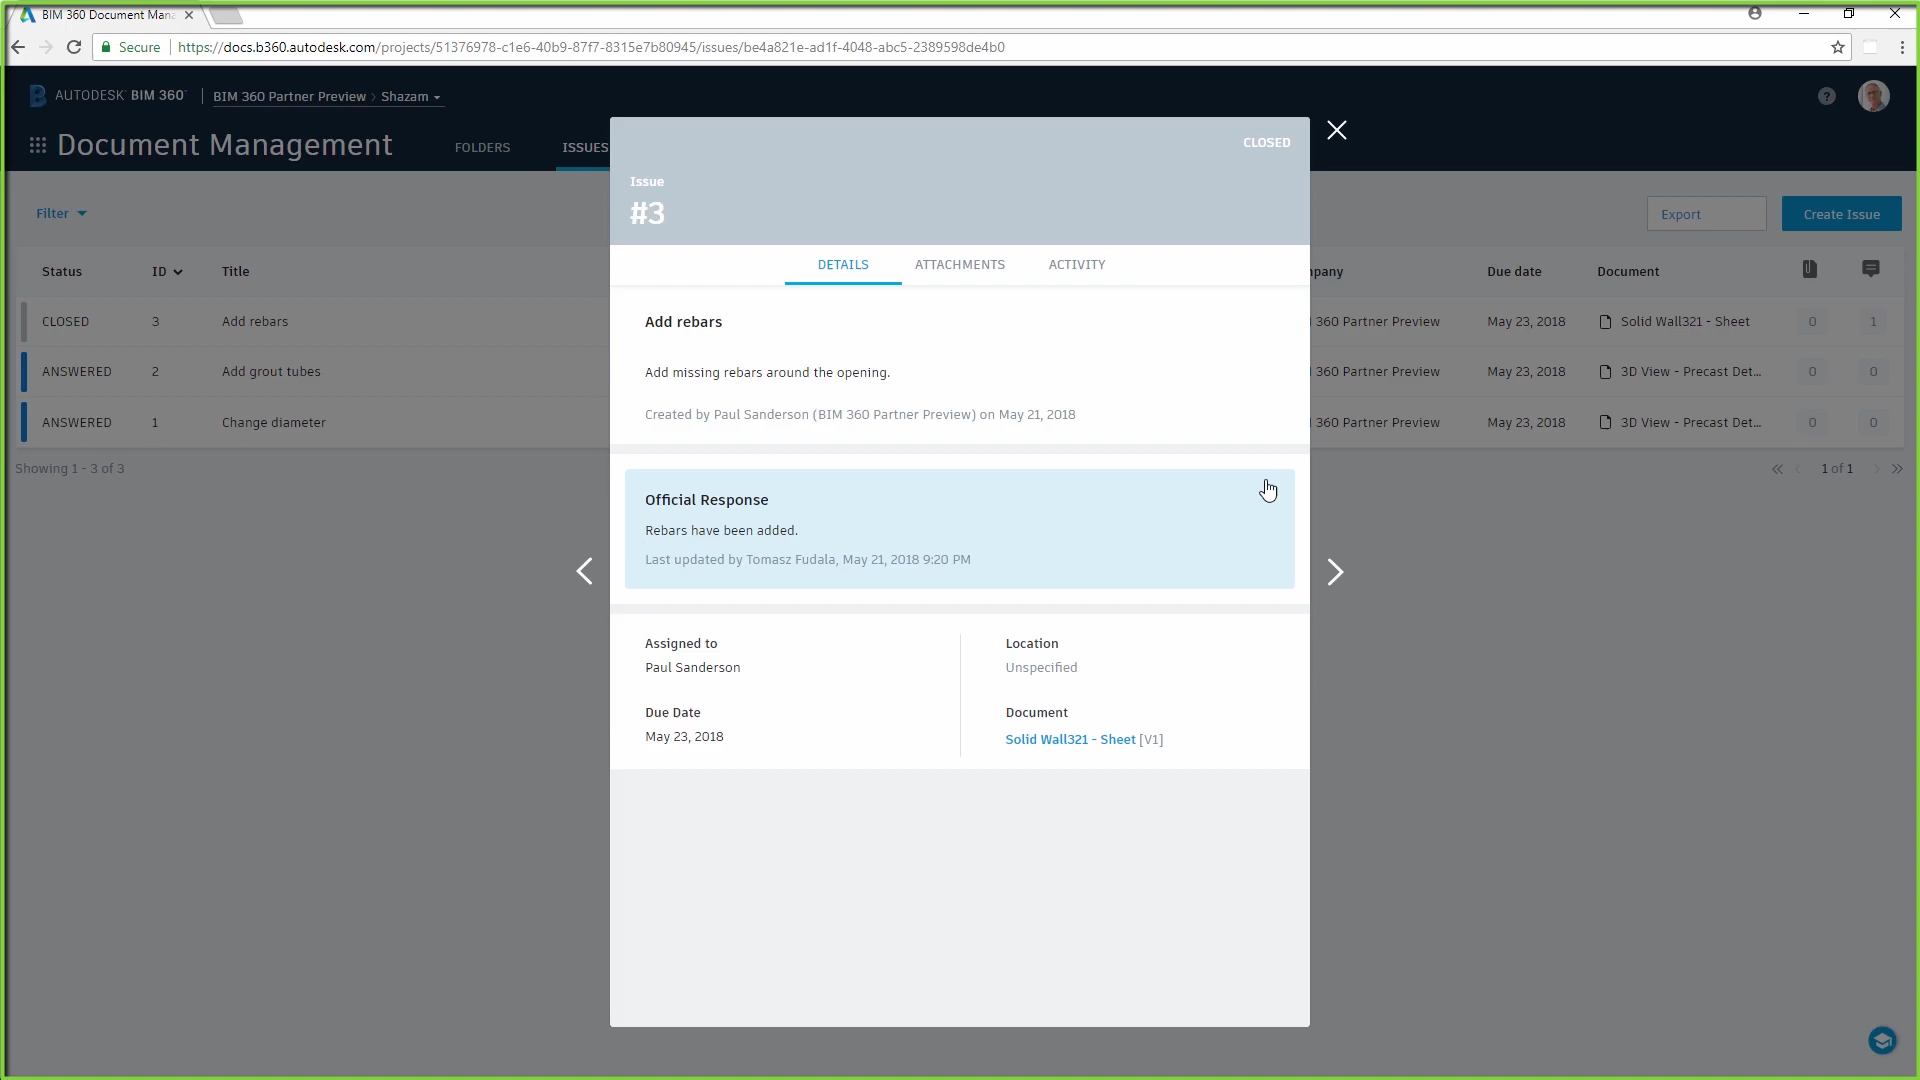 BIM 360 Document Mana
Secure https://docs.b360.autodesk.com/projects/51376978-c1e6-40b9-87f7-8315e7b80945/issues/be4a821e-ad1f-4048-abc5-2389598de4b0
AUTODESK BIM 360 BIM 360 Partner Preview > Shazam
?
Document Management FOLDERS ISSUES
CLOSED
Issue
#3
Filter
Export Create Issue
DETAILS ATTACHMENTS ACTIVITY
Status ID Title mpany Due date Document
CLOSED 3 Add rebars 360 Partner Preview May 23, 2018 Solid Wall321 - Sheet 0 1
ANSWERED 2 Add grout tubes 360 Partner Preview May 23, 2018 3D View - Precast Det... 0 0
ANSWERED 1 Change diameter 360 Partner Preview May 23, 2018 3D View - Precast Det... 0 0
Showing 1 - 3 of 3
1 of 1
Add rebars
Add missing rebars around the opening.
Created by Paul Sanderson (BIM 360 Partner Preview) on May 21, 2018
Official Response
Rebars have been added.
Last updated by Tomasz Fudala, May 21, 2018 9:20 PM
Assigned to
Paul Sanderson
Due Date
May 23, 2018
Location
Unspecified
Document
Solid Wall321 - Sheet [V1]